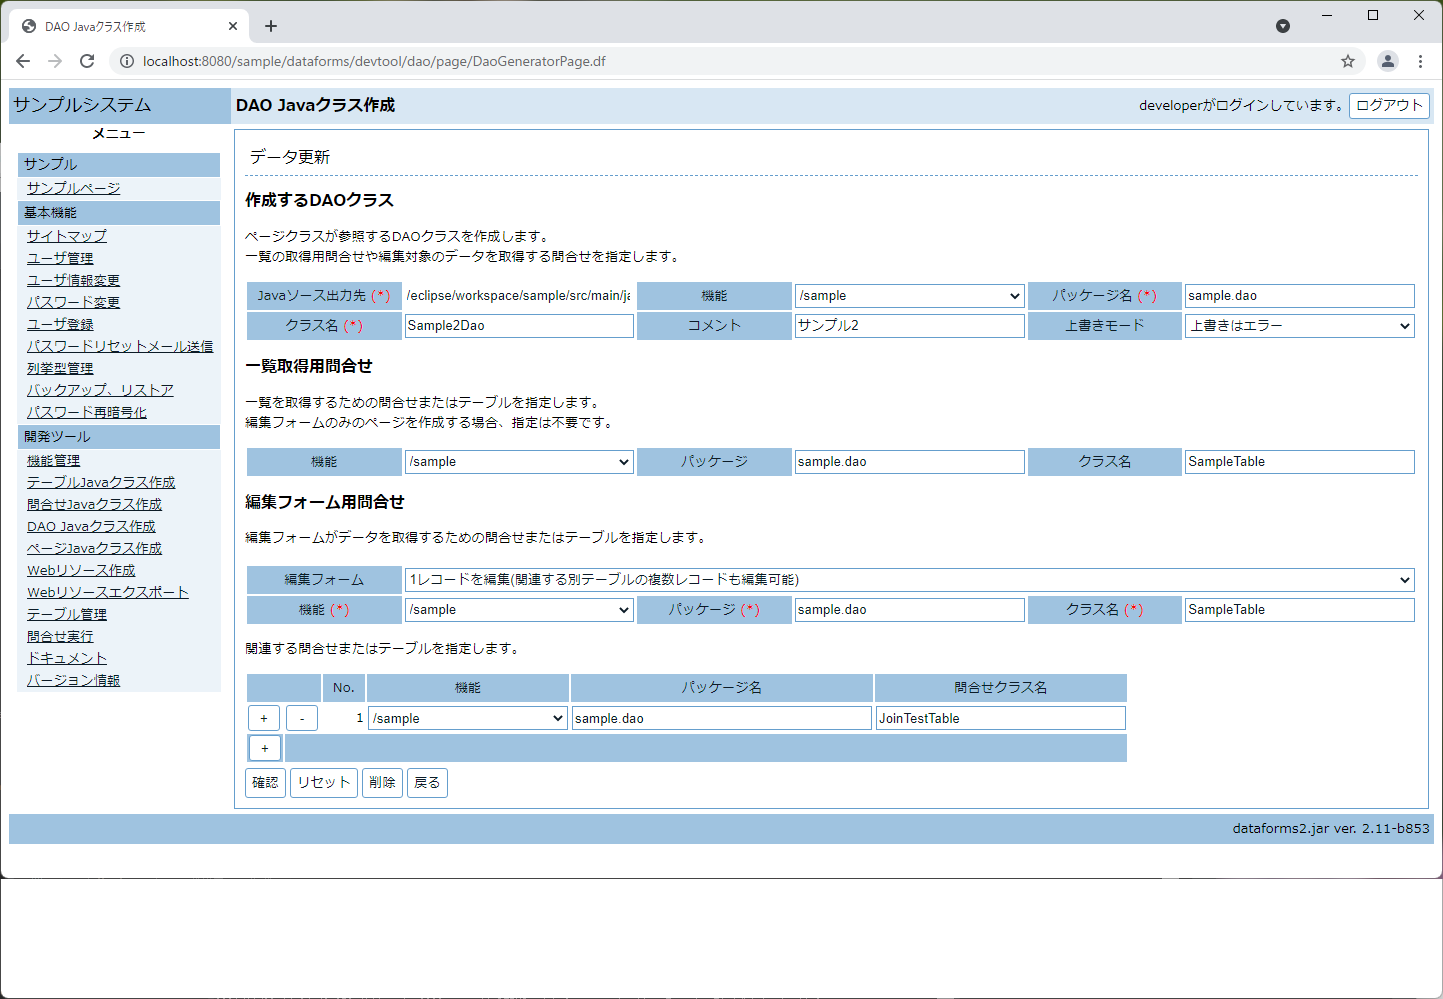 DAO Javaクラス作成
localhost:8080/sample/dataforms/devtool/dao/page/DaoGeneratorPage.df
サンプルシステム
DAO Javaクラス作成
developerがログインしています。 ログアウト
メニュー
サンプル
サンプルページ
基本機能
サイトマップ
ユーザ管理
ユーザ情報変更
パスワード変更
ユーザ登録
パスワードリセットメール送信
列挙型管理
バックアップ、リストア
パスワード再暗号化
開発ツール
機能管理
テーブルJavaクラス作成
問合せJavaクラス作成
DAO Javaクラス作成
ページJavaクラス作成
Webリソース作成
Webリソースエクスポート
テーブル管理
問合せ実行
ドキュメント
バージョン情報
データ更新
作成するDAOクラス
ページクラスが参照するDAOクラスを作成します。
一覧の取得用問合せや編集対象のデータを取得する問合せを指定します。
Javaソース出力先 (*) /eclipse/workspace/sample/src/main/ja 機能 /sample パッケージ名 (*) sample.dao
クラス名 (*) Sample2Dao コメント サンプル2 上書きモード 上書きはエラー
一覧取得用問合せ
一覧を取得するための問合せまたはテーブルを指定します。
編集フォームのみのページを作成する場合、指定は不要です。
機能 /sample パッケージ sample.dao クラス名 SampleTable
編集フォーム用問合せ
編集フォームがデータを取得するための問合せまたはテーブルを指定します。
編集フォーム 1レコードを編集(関連する別テーブルの複数レコードも編集可能)
機能 (*) /sample パッケージ (*) sample.dao クラス名 (*) SampleTable
関連する問合せまたはテーブルを指定します。
No. 機能 パッケージ名 問合せクラス名
+ - 1 /sample sample.dao JoinTestTable
+
確認 リセット 削除 戻る
dataforms2.jar ver. 2.11-b853